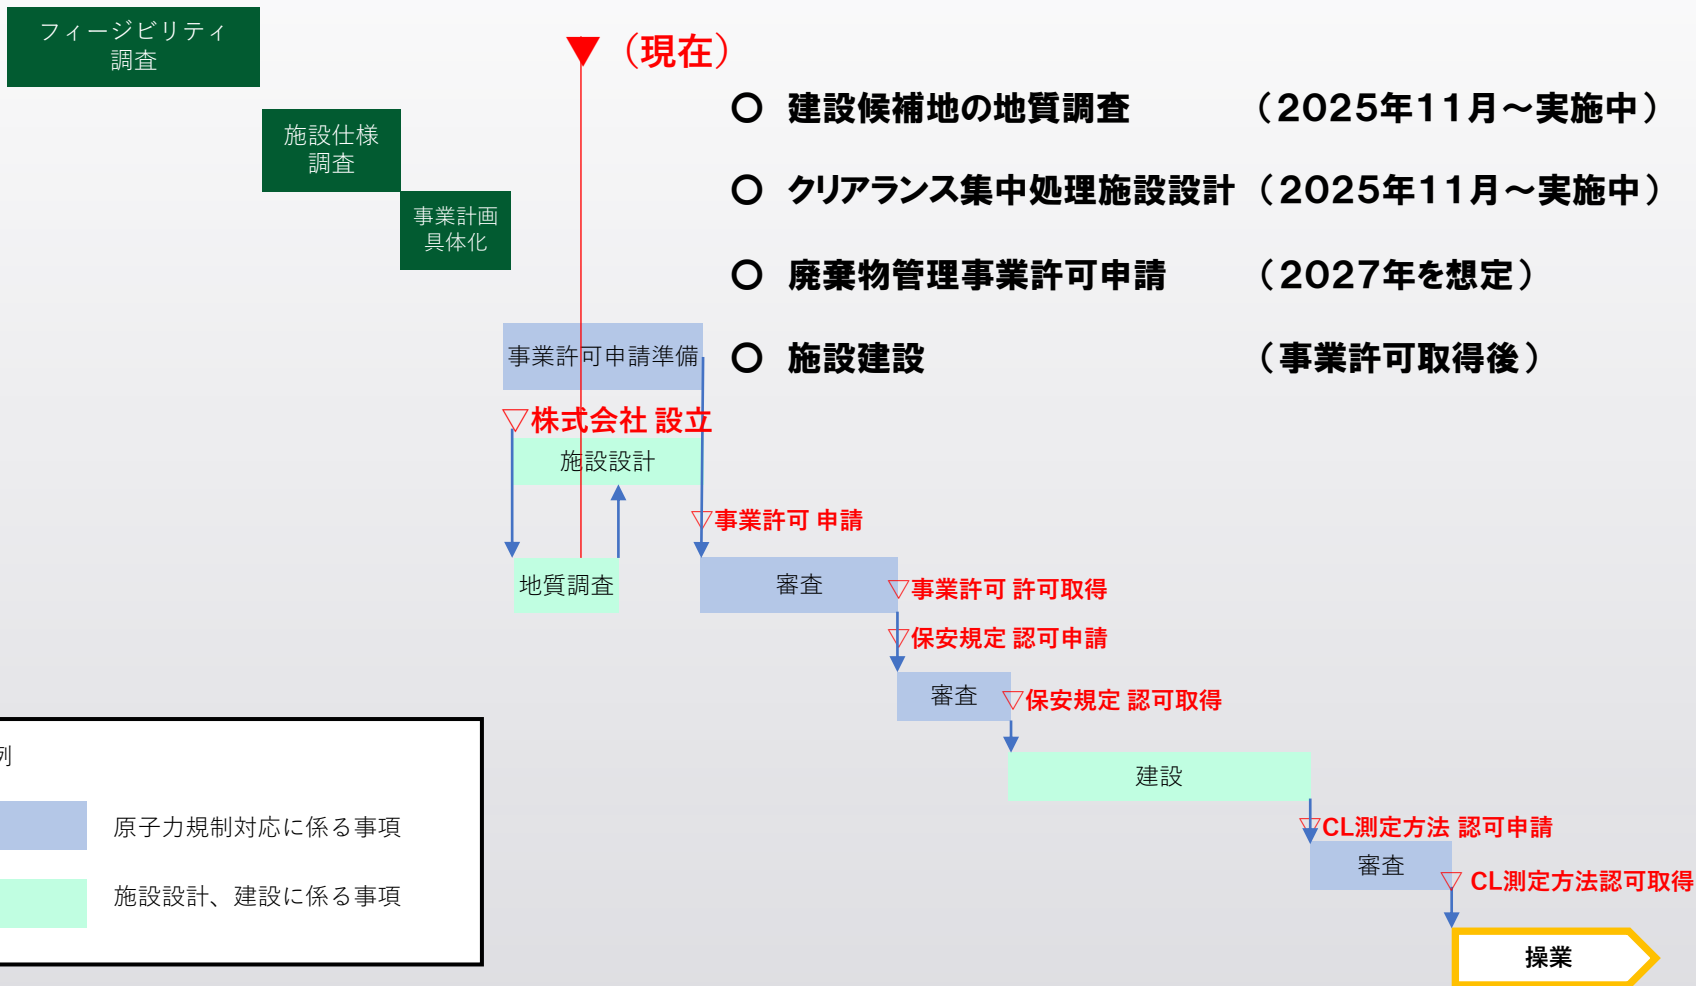 フィージビリティ
調査
▼（現在）
施設仕様
調査
事業計画
具体化
○ 建設候補地の地質調査 （2025年11月～実施中）
○ クリアランス集中処理施設設計 （2025年11月～実施中）
○ 廃棄物管理事業許可申請 （2027年を想定）
○ 施設建設 （事業許可取得後）
事業許可申請準備
▽株式会社 設立
施設設計
▽事業許可 申請
地質調査
審査
▽事業許可 許可取得
▽保安規定 認可申請
審査
▽保安規定 認可取得
建設
▽CL測定方法 認可申請
審査
▽ CL測定方法認可取得
操業
例
原子力規制対応に係る事項
施設設計、建設に係る事項